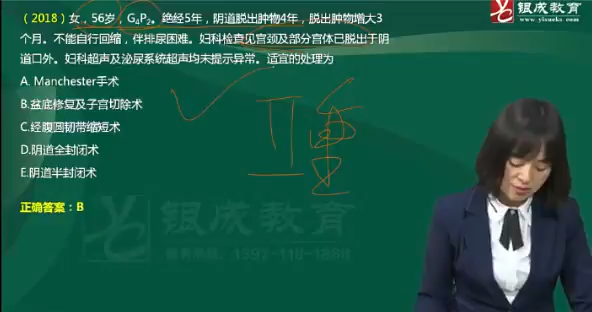 （2018）女，56岁，G₄P₂。绝经5年，阴道脱出肿物4年，脱出肿物增大3
个月。不能自行回缩，伴排尿困难。妇科检查见宫颈及部分宫体已脱出于阴
道口外。妇科超声及泌尿系统超声均未提示异常。适宜的处理为
A. Manchester手术
B.盆底修复及子宫切除术
C.经腹圆韧带缩短术
D.阴道全封闭术
E.阴道半封闭术
正确答案：B
II重
银成教育
www.yixueks.com
银成教育